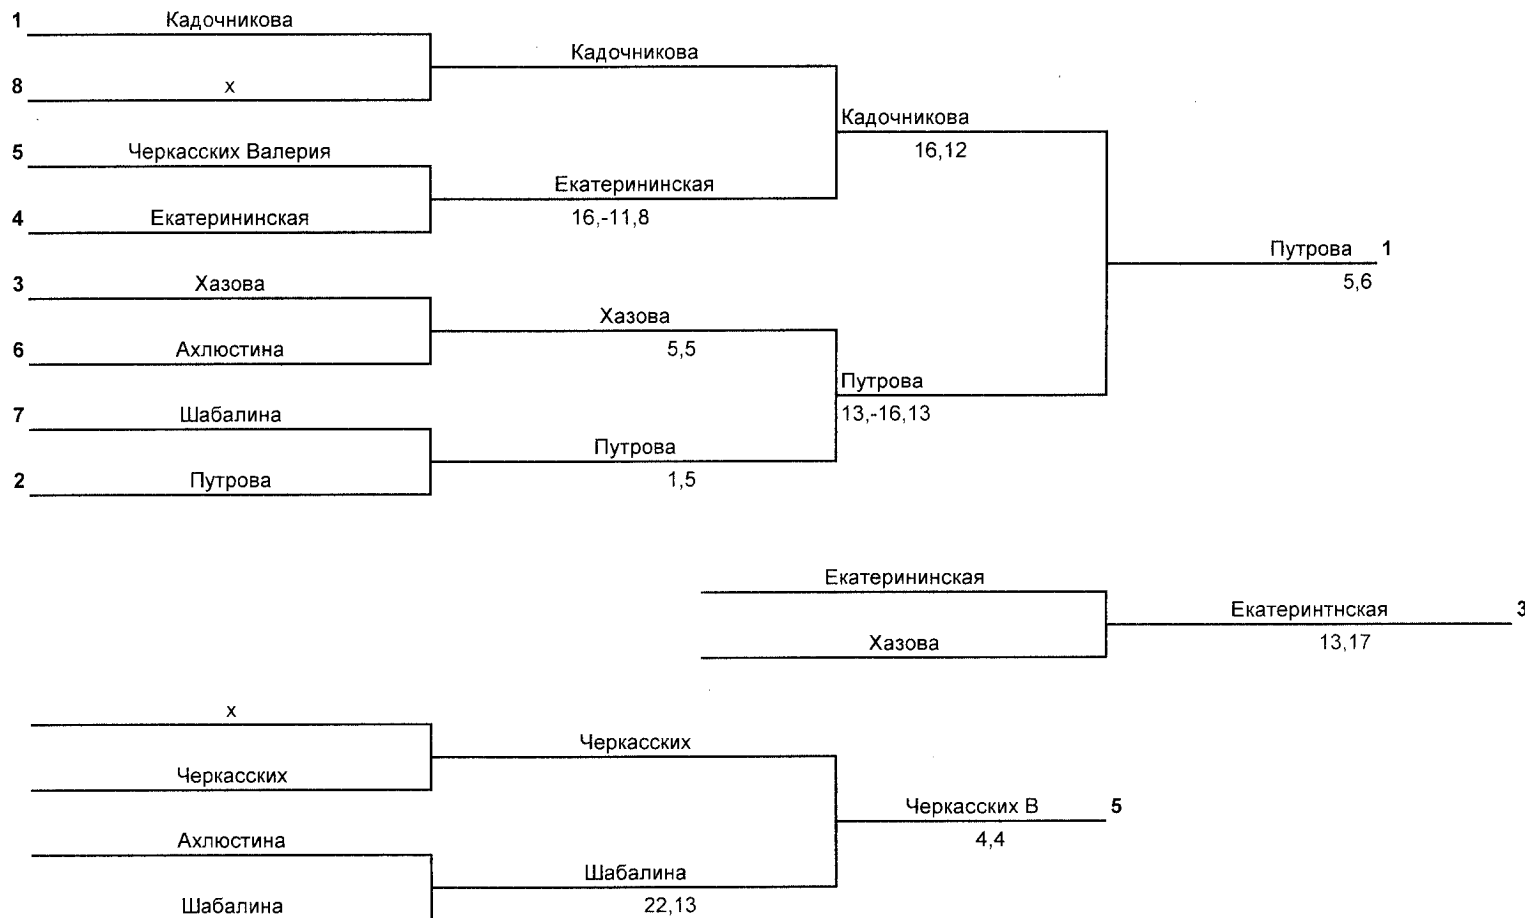 1 Кадочникова
Кадочникова
8 х
Кадочникова
16,12
5 Черкасских Валерия
Екатерининская
16,-11,8
4 Екатерининская
Путрова 1
5,6
3 Хазова
Хазова
5,5
6 Ахлюстина
Путрова
13,-16,13
7 Шабалина
Путрова
1,5
2 Путрова
Екатерининская
Екатеринтнская 3
13,17
Хазова
х
Черкасских
Черкасских
Черкасских В 5
4,4
Ахлюстина
Шабалина
22,13
Шабалина